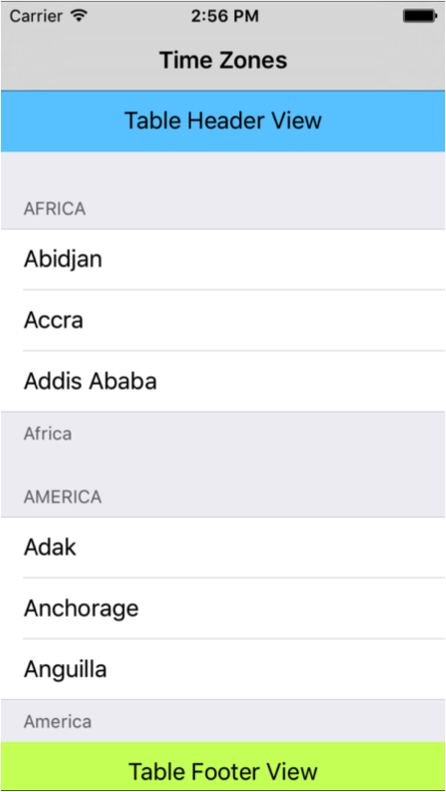 Carrier 2:56 PM
Time Zones
Table Header View
AFRICA
Abidjan
Accra
Addis Ababa
Africa
AMERICA
Adak
Anchorage
Anguilla
America
Table Footer View